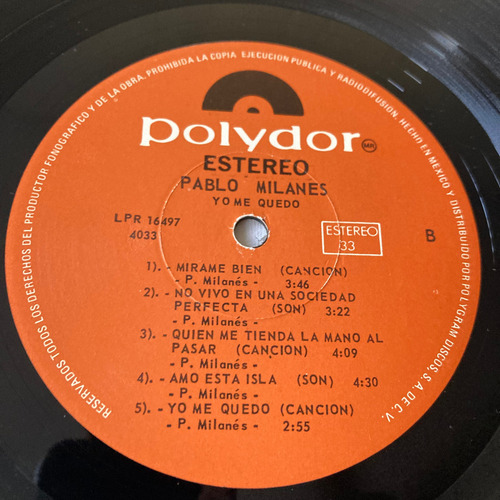 RESERVADOS TODOS LOS DERECHOS DEL PRODUCTOR FONOGRAFICO Y DE LA OBRA. PROHIBIDA LA COPIA EJECUCION PUBLICA Y RADIODIFUSION. HECHO EN MEXICO Y DISTRIBUIDO POR POLYGRAM DISCOS, S.A. DE C.V.
polydor MR
ESTEREO
PABLO MILANES
YO ME QUEDO
LPR 16497
4033
ESTEREO
33
B
1). - MIRAME BIEN (CANCION)
- P. Milanés - 3:46
2). - NO VIVO EN UNA SOCIEDAD
PERFECTA (SON) 3:22
- P. Milanés -
3). - QUIEN ME TIENDA LA MANO AL
PASAR (CANCION) 4:09
- P. Milanés -
4). - AMO ESTA ISLA (SON) 4:30
- P. Milanés -
5). - YO ME QUEDO (CANCION)
- P. Milanés - 2:55